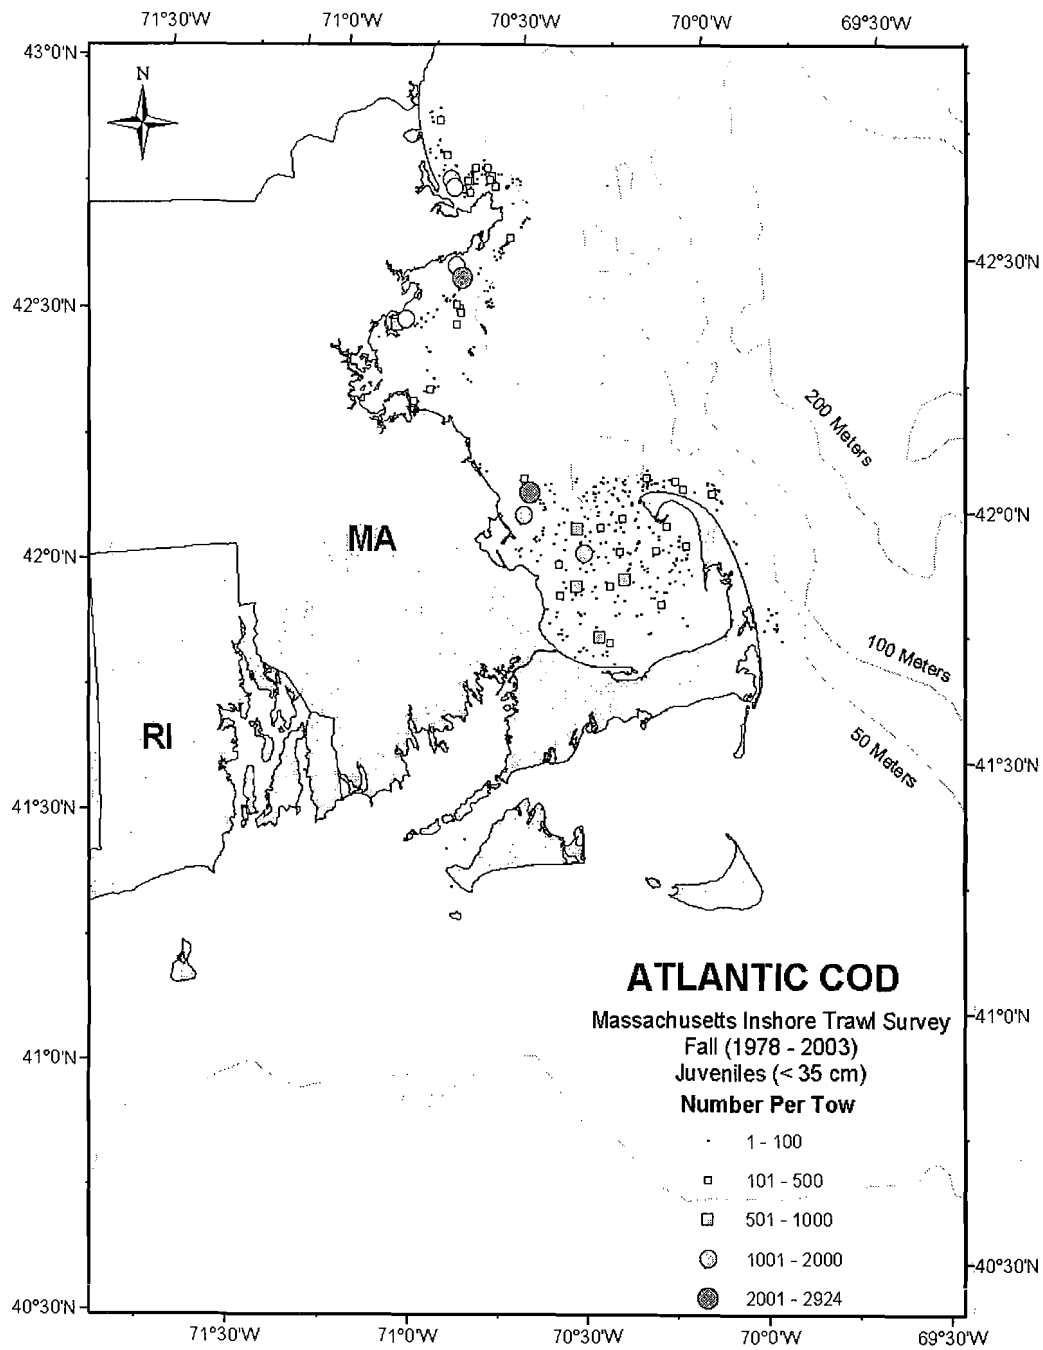 71°30'W 71°0'W 70°30'W 70°0'W 69°30'W
43°0'N
N
42°30'N
42°30'N
200 Meters
MA
42°0'N
42°0'N
100 Meters
RI
50 Meters
41°30'N
41°30'N
ATLANTIC COD
Massachusetts Inshore Trawl Survey
Fall (1978 - 2003)
Juveniles (< 35 cm)
Number Per Tow
41°0'N
41°0'N
1 - 100
101 - 500
501 - 1000
1001 - 2000
2001 - 2924
40°30'N
40°30'N
71°30'W 71°0'W 70°30'W 70°0'W 69°30'W